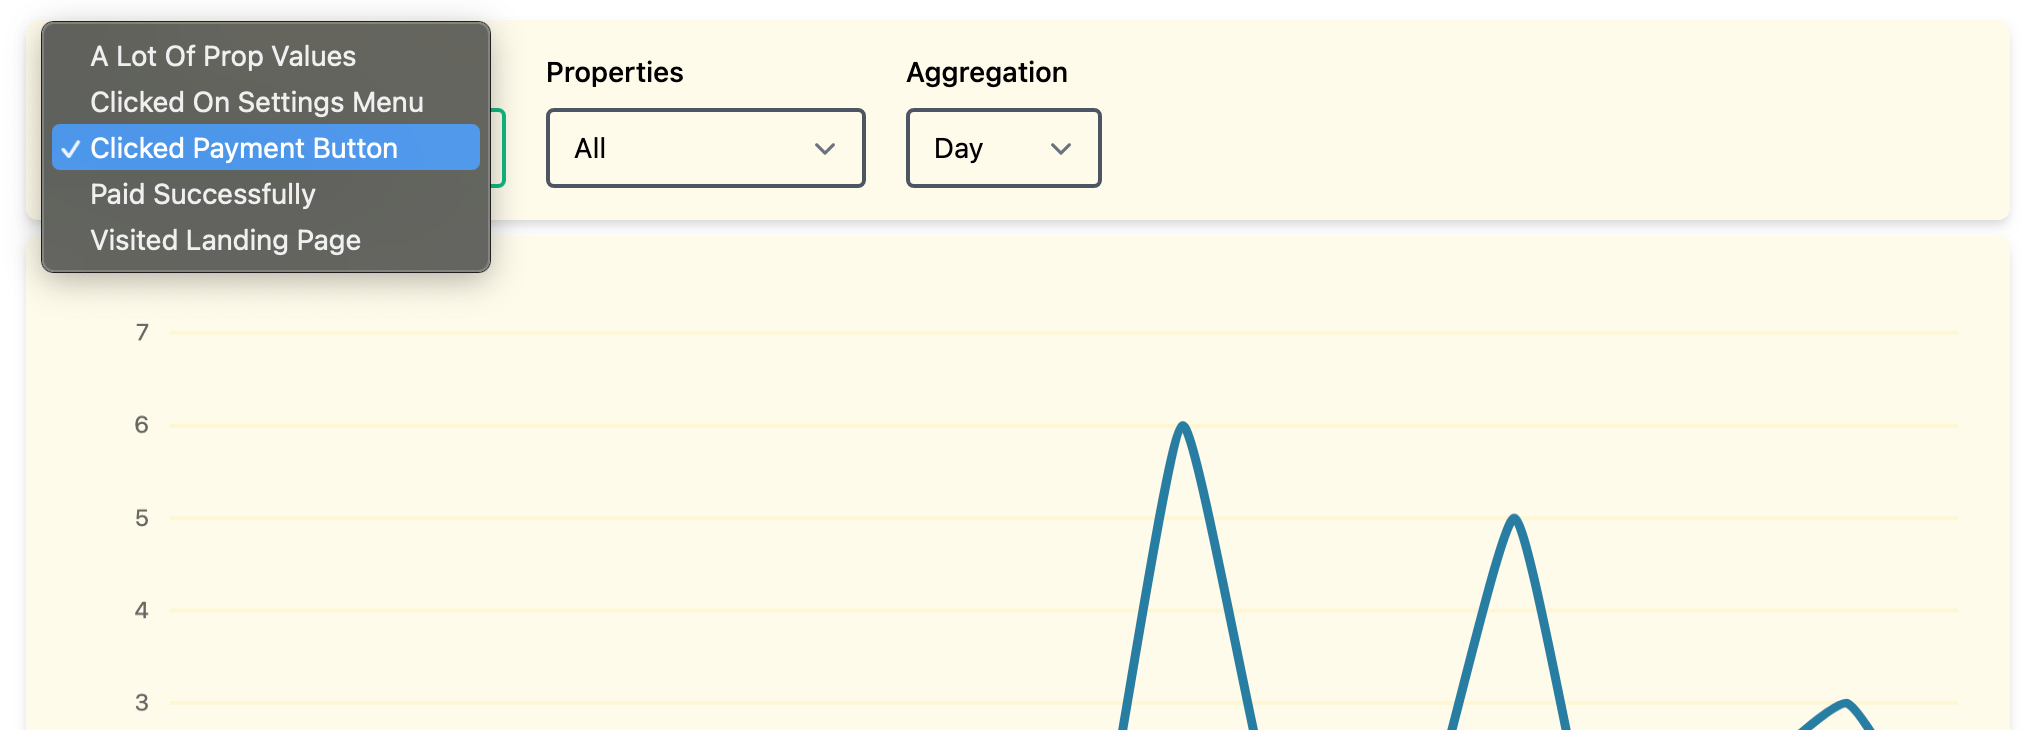 A Lot Of Prop Values
Clicked On Settings Menu
✓ Clicked Payment Button
Paid Successfully
Visited Landing Page
Properties
All
Aggregation
Day
7
6
5
4
3